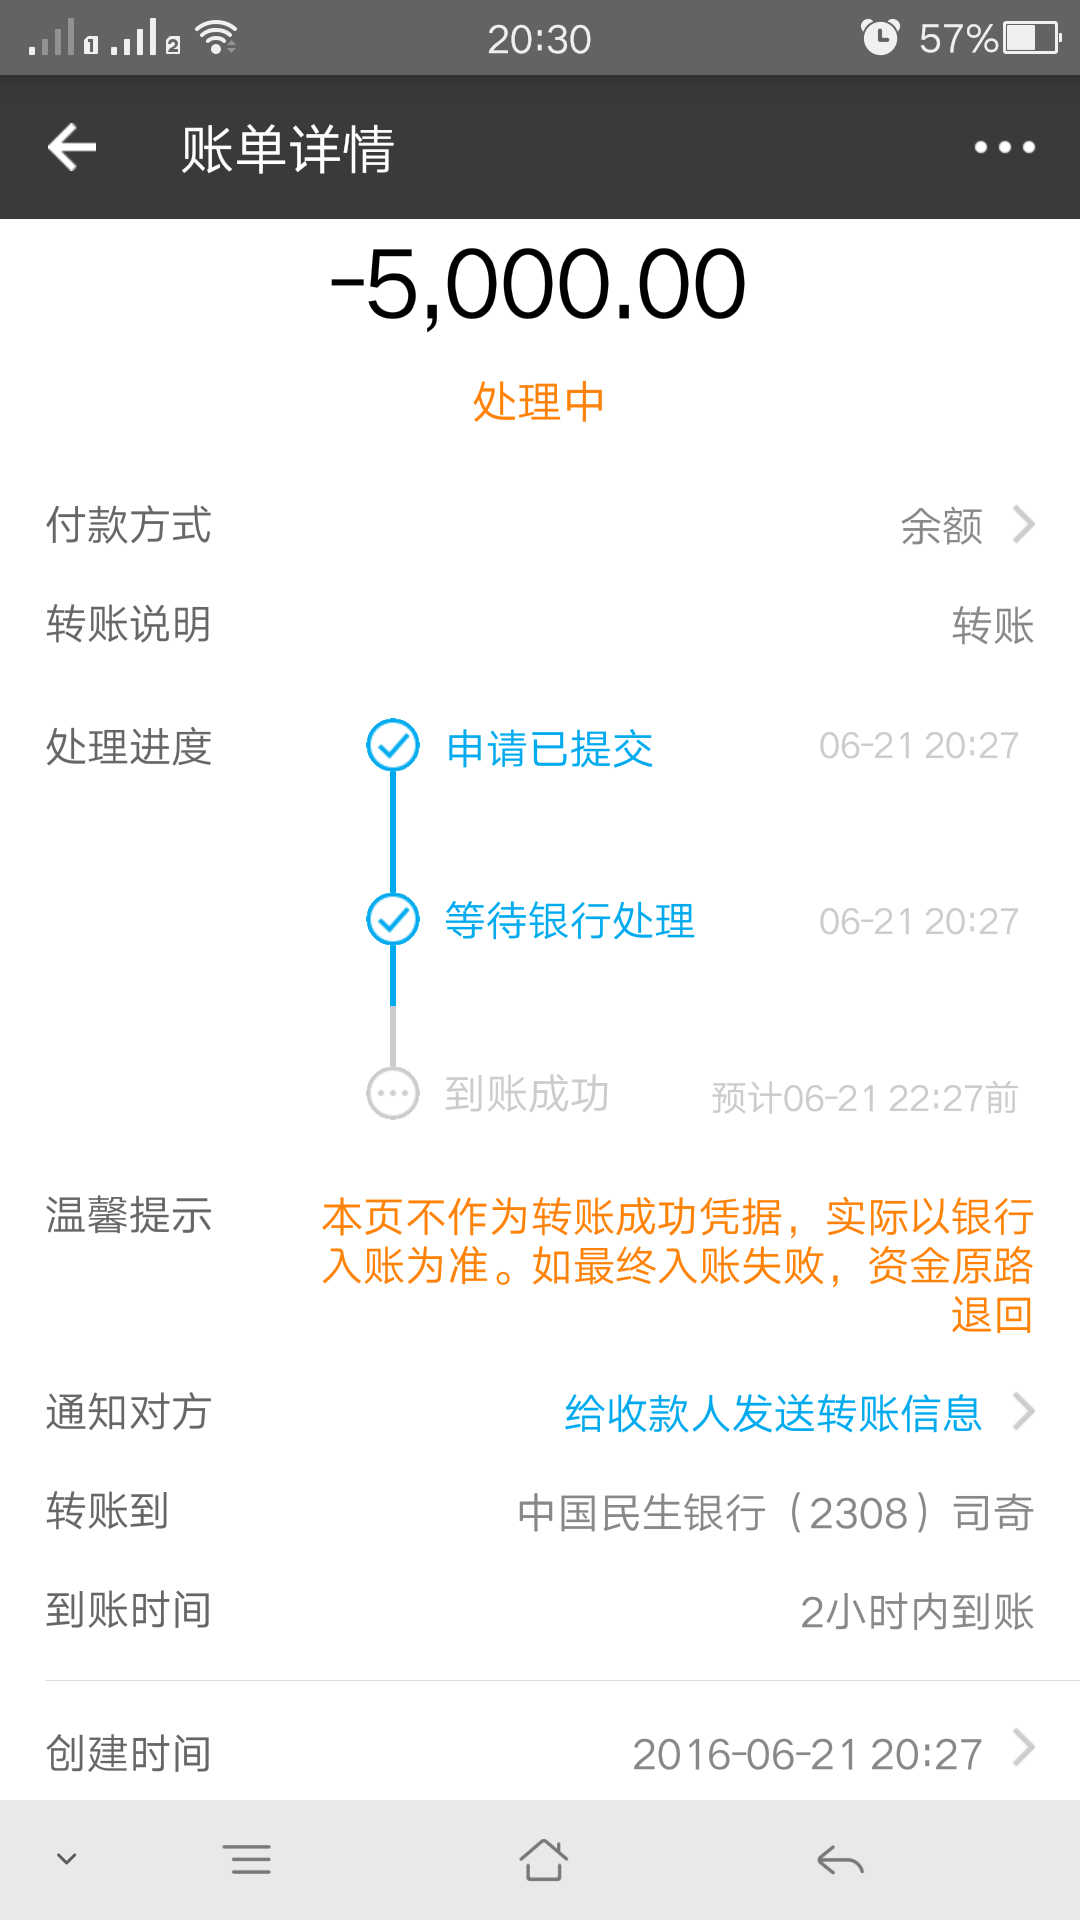 1 2 20:30 57%
账单详情
-5,000.00
处理中
付款方式 余额
转账说明 转账
处理进度 申请已提交 06-21 20:27
等待银行处理 06-21 20:27
到账成功 预计06-21 22:27前
温馨提示 本页不作为转账成功凭据，实际以银行
入账为准。如最终入账失败，资金原路
退回
通知对方 给收款人发送转账信息
转账到 中国民生银行（2308）司奇
到账时间 2小时内到账
创建时间 2016-06-21 20:27